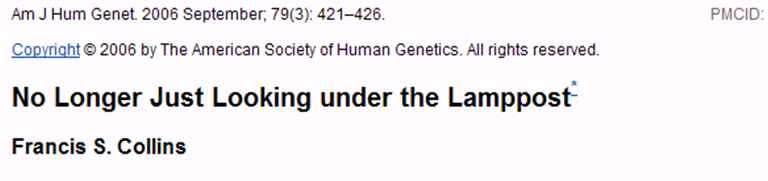 Am J Hum Genet. 2006 September; 79(3): 421–426. PMCID:
Copyright © 2006 by The American Society of Human Genetics. All rights reserved.
No Longer Just Looking under the Lamppost*
Francis S. Collins